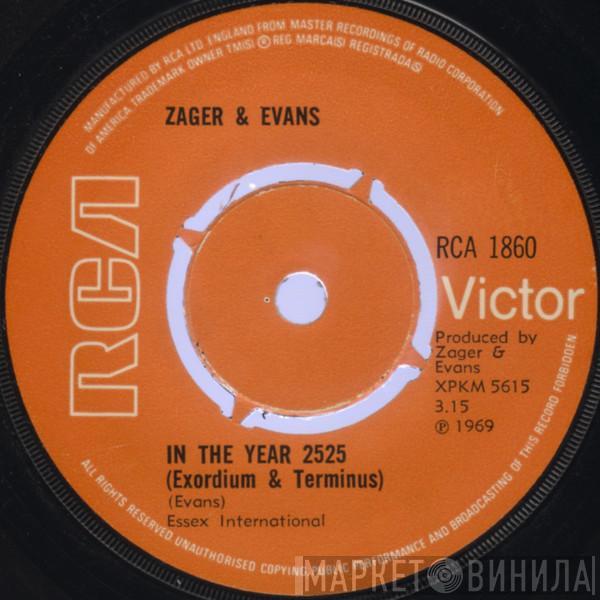 MANUFACTURED BY RCA LTD. ENGLAND FROM MASTER RECORDINGS OF RADIO CORPORATION
OF AMERICA TRADEMARK OWNER TM(S) ® REG MARCA(S) REGISTRADA(S)
ZAGER & EVANS
RCA
RCA 1860
Victor
Produced by
Zager &
Evans
XPKM 5615
3.15
℗ 1969
IN THE YEAR 2525
(Exordium & Terminus)
(Evans)
Essex International
ALL RIGHTS RESERVED UNAUTHORISED COPYING, PUBLIC PERFORMANCE AND BROADCASTING OF THIS RECORD FORBIDDEN
МАРКЕТ ВИНИЛА